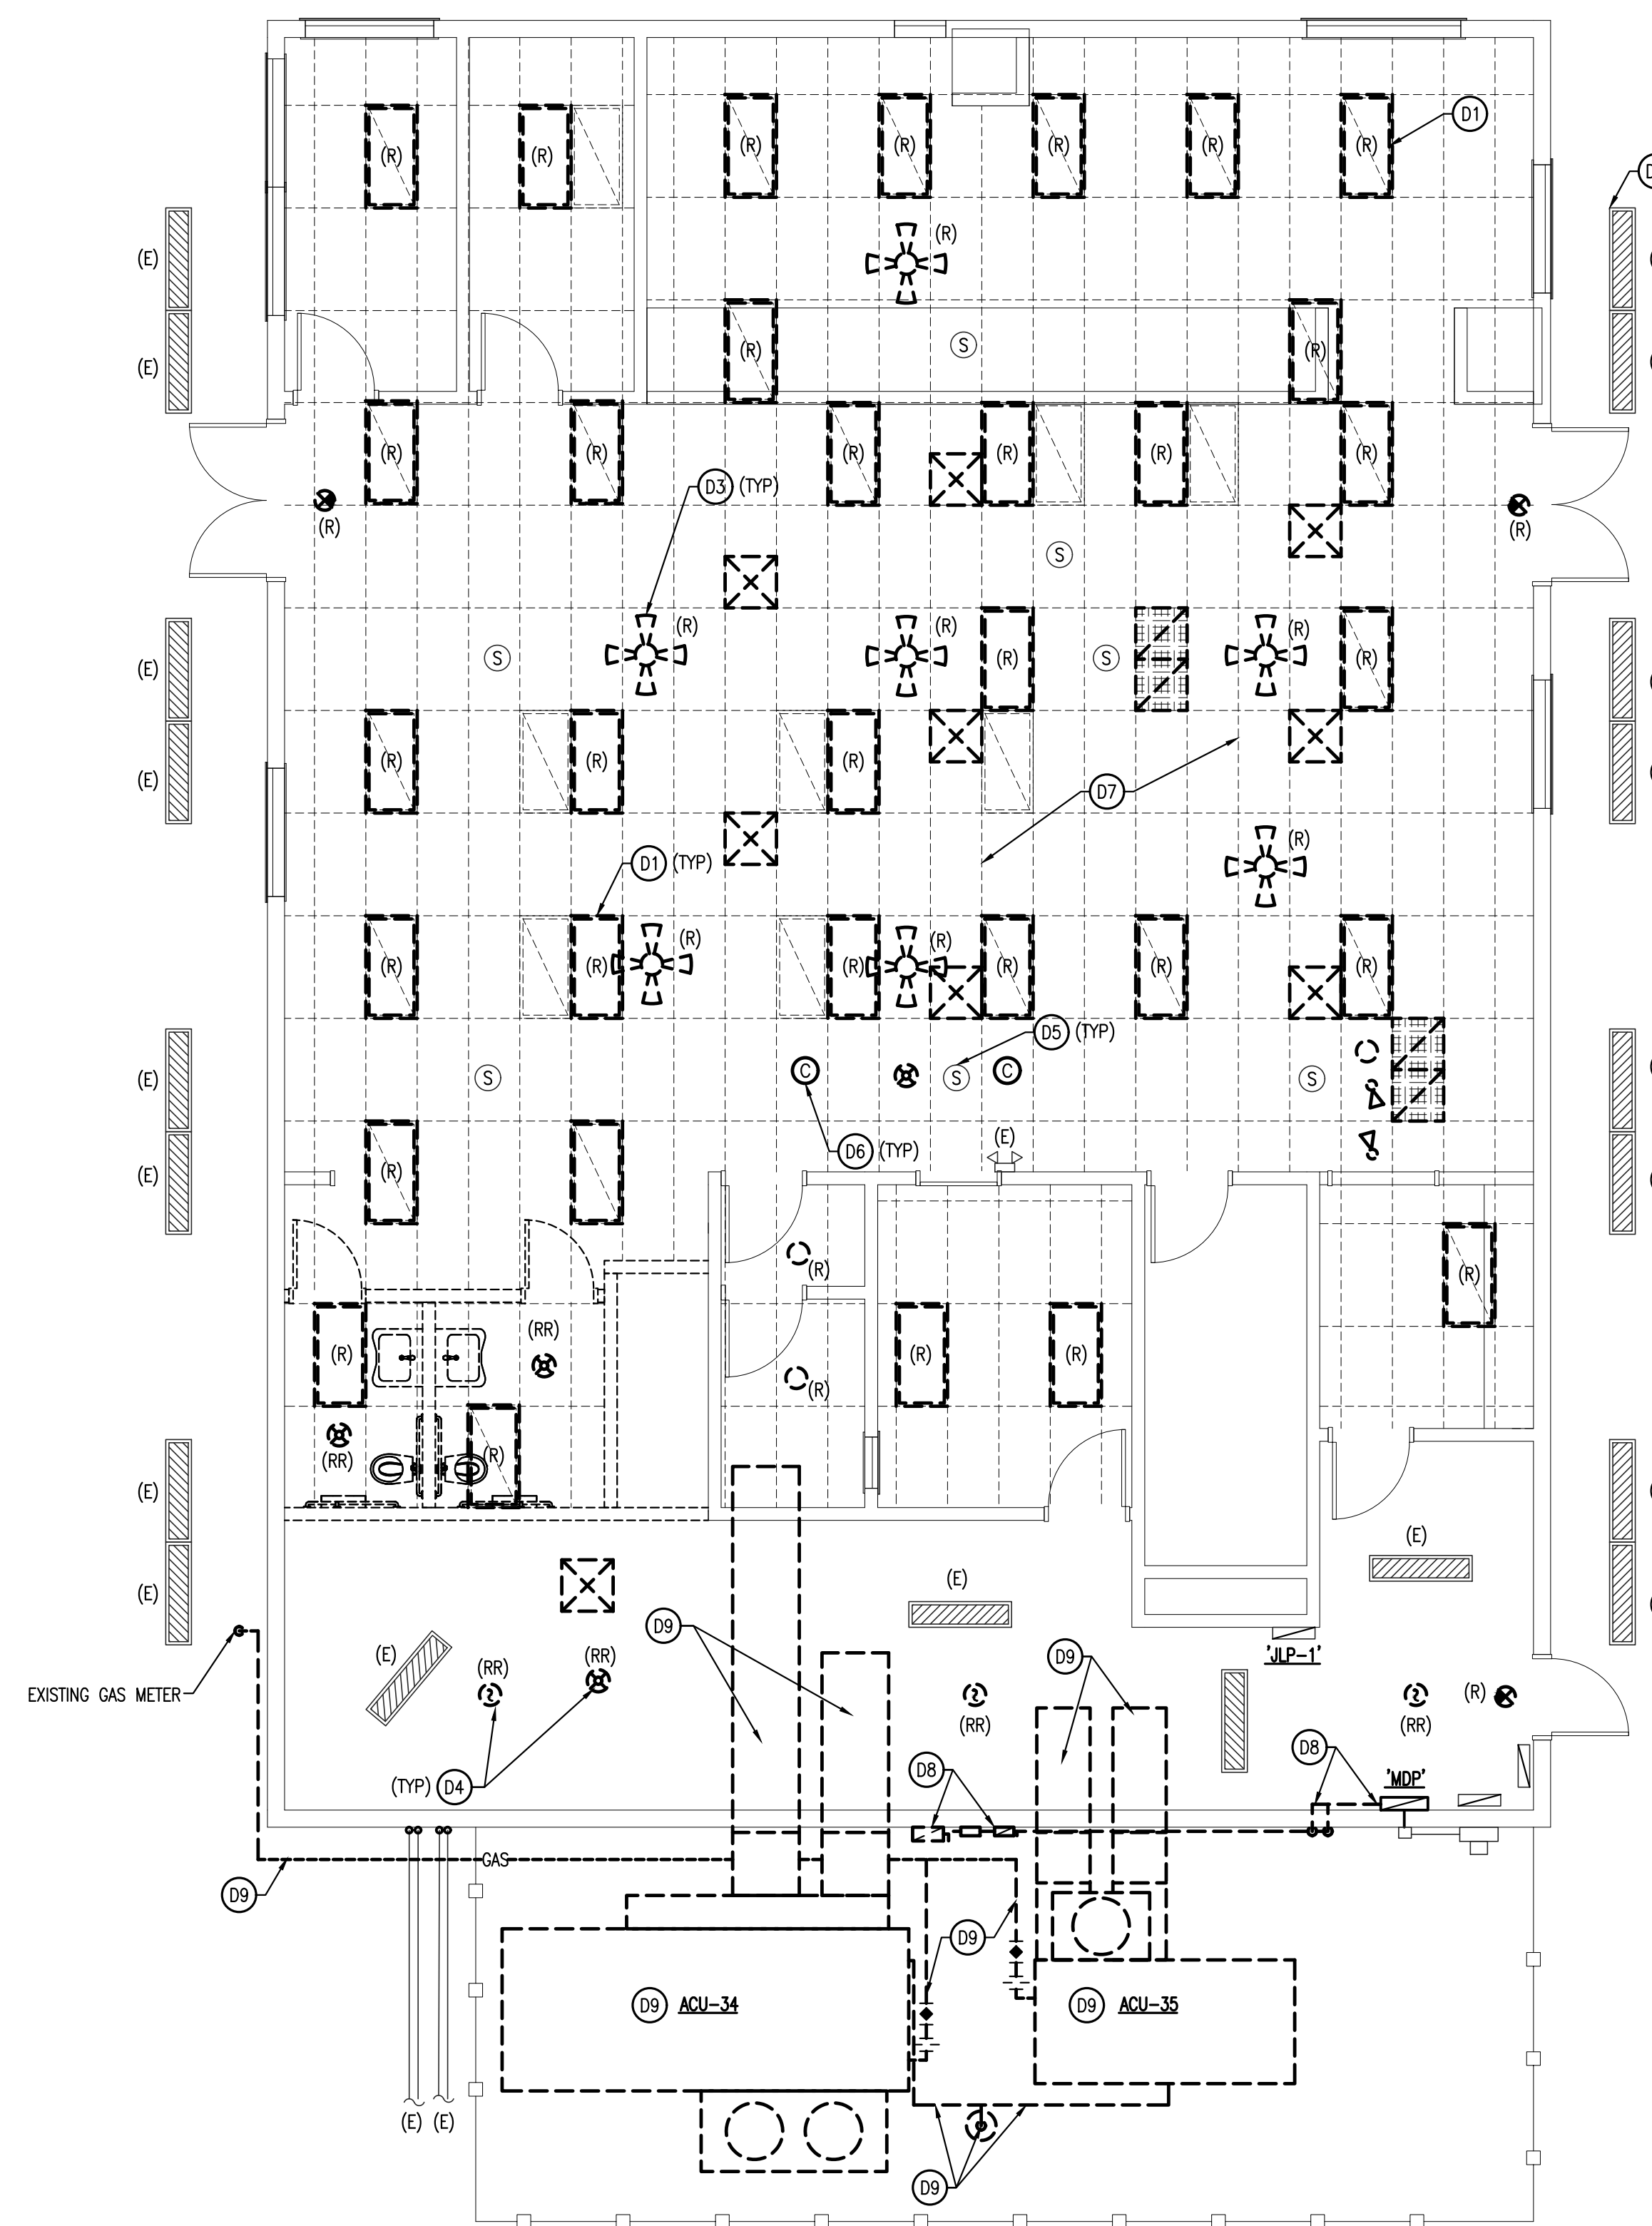 D1
(R) (R) (R) (R) (R) (R) (R)
D
(R)
(E)
(R) (R)
S
(E)
(R) (R) (R) (R) (R) (R)
D3 (TYP)
(R) (R)
S
(R) (R) (R)
(E) S (R) S (R)
(R) (R) (R)
(E)
D7
(R)
D1 (TYP)
(R) (R)
(R) (R) (R) (R) (R) (R)
D5 (TYP)
(E) S C S C S
(E)
D6 (TYP)
(E)
(R)
(R)
(R)
(RR)
(R) (R) (R)
(R)
(RR)
(R)
(E)
(E)
(E)
(E)
D9
(E)
'JLP-1'
(RR) (RR)
D9
EXISTING GAS METER
(R)
(RR) (RR)
(TYP) D4
D8
D8
'MDP'
GAS
D9
D9
D9 ACU-34
D9 ACU-35
(E) (E)
D9